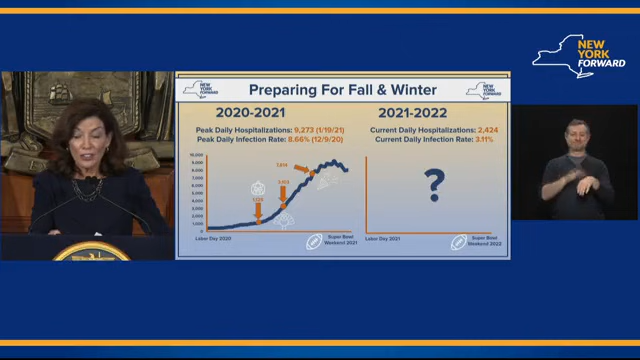 NEW
YORK
FORWARD
Preparing For Fall & Winter
2020-2021
Peak Daily Hospitalizations: 9,273 (1/19/21)
Peak Daily Infection Rate: 8.66% (12/9/20)
10,000
9,000
8,000
7,000
6,000
5,000
4,000
3,000
2,000
1,000
0
Labor Day 2020
Super Bowl
Weekend 2021
2021-2022
Current Daily Hospitalizations: 2,424
Current Daily Infection Rate: 3.11%
?
Labor Day 2021
Super Bowl
Weekend 2022